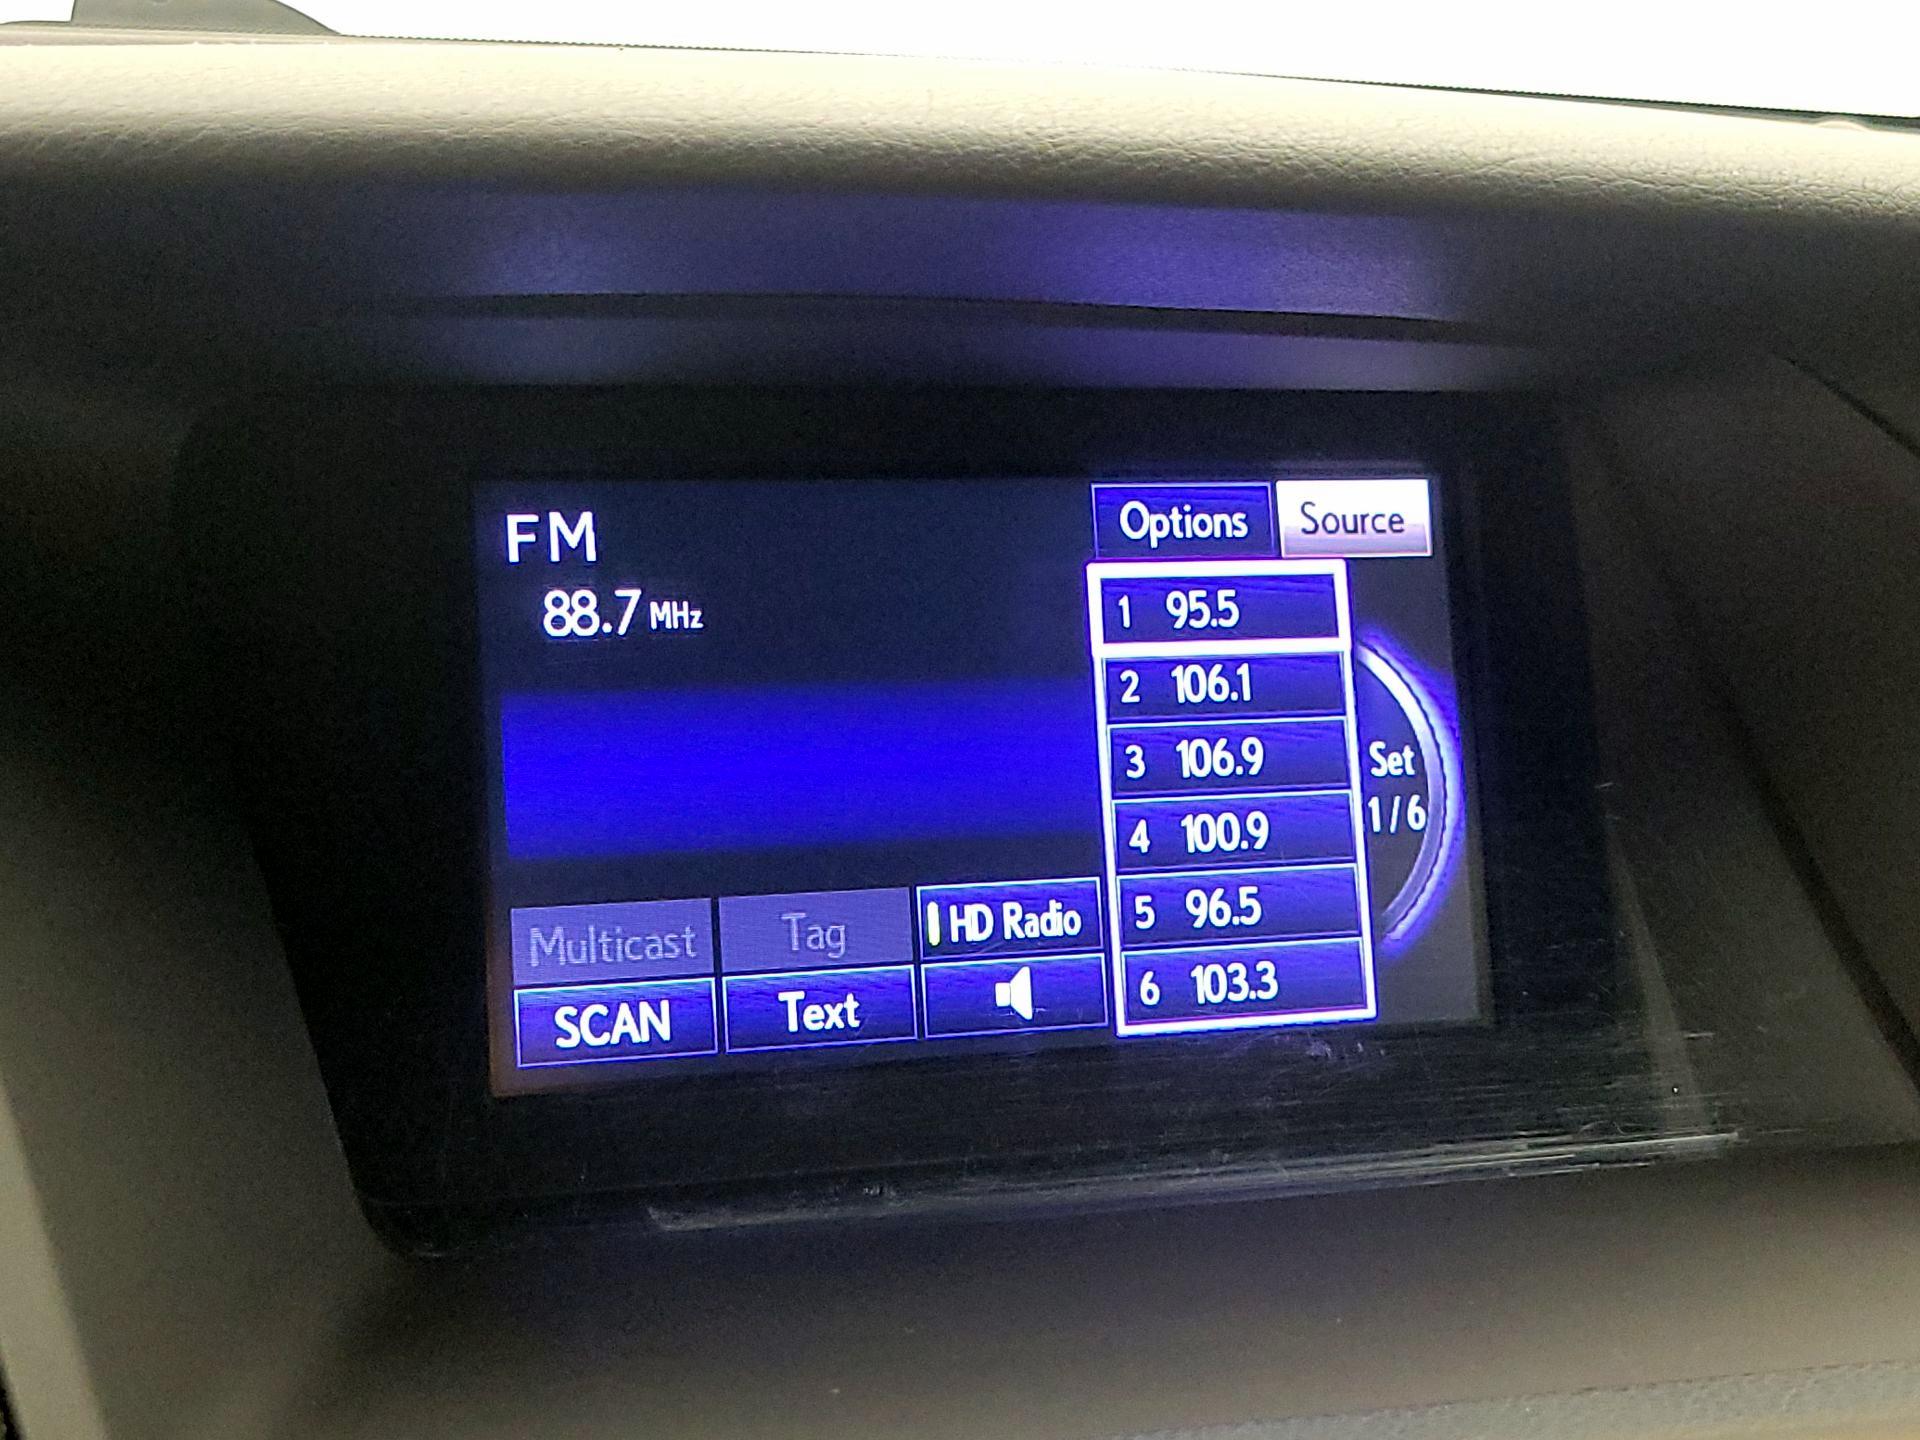 FM
88.7 MHz
Options
Source
1 95.5
2 106.1
3 106.9
4 100.9
5 96.5
6 103.3
Set
1/6
Multicast
Tag
HD Radio
SCAN
Text